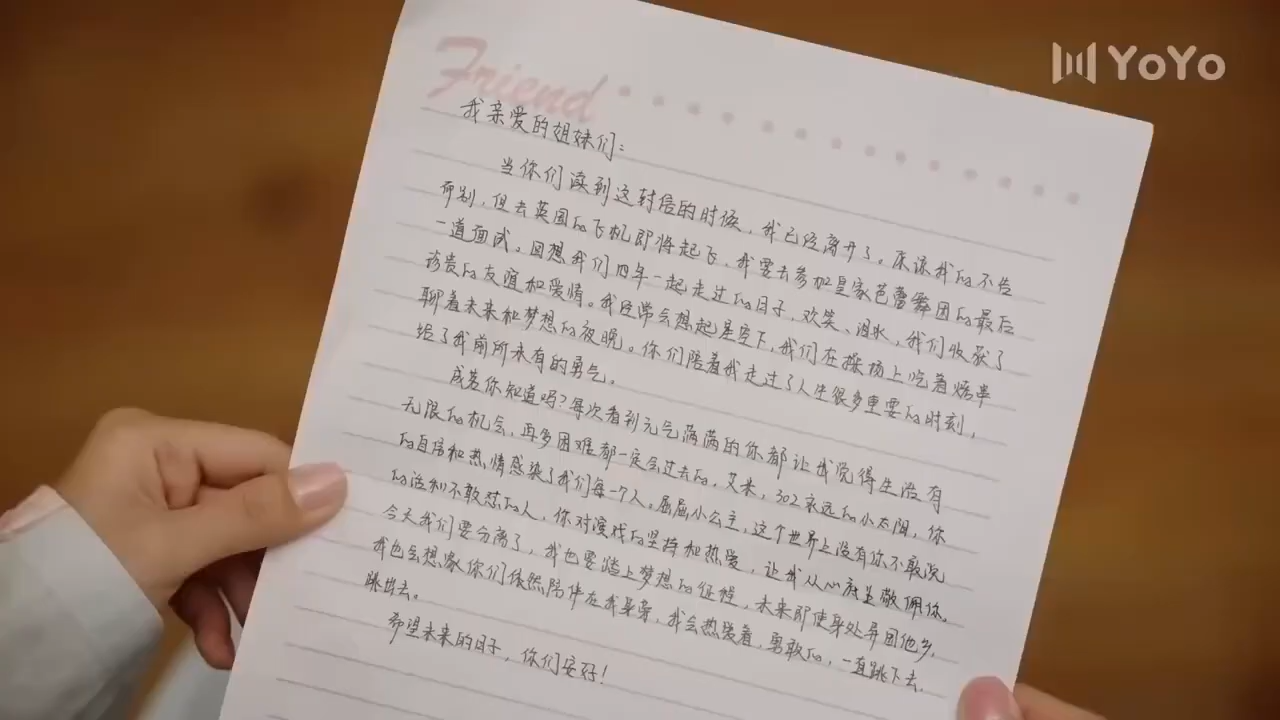 YoYo
Friend
我亲爱的姐妹们：
当你们读到这封信的时候，我已经离开了。原谅我的不告
而别，但去英国的飞机即将起飞，我要去参加皇家芭蕾舞团的最后
一道面试。回想我们四年一起走过的日子，欢笑、泪水，我们收获了
珍贵的友谊和爱情。我还常会想起星空下，我们在操场上吃着烤串
聊着未来和梦想的夜晚。你们陪着我走过了人生很多重要的时刻，
给了我前所未有的勇气。
成若你知道吗？每次看到元气满满的你都让我觉得生活有
无限的机会，再多困难都一定会过去的。艾米，302永远的小太阳，你
的自信和热情感染了我们每一个人。屈屈小公主，这个世界上没有你不敢说
的话和不敢怼的人，你对演戏的坚持和热爱，让我从心底里敬佩你。
今天我们要分离了，我也要踏上梦想的征程，未来即使身处异国他乡，
我也会想象你们依然陪伴在我身旁，我会热爱着，勇敢的，一直跳下去，
跳出去。
希望未来的日子，你们安好！